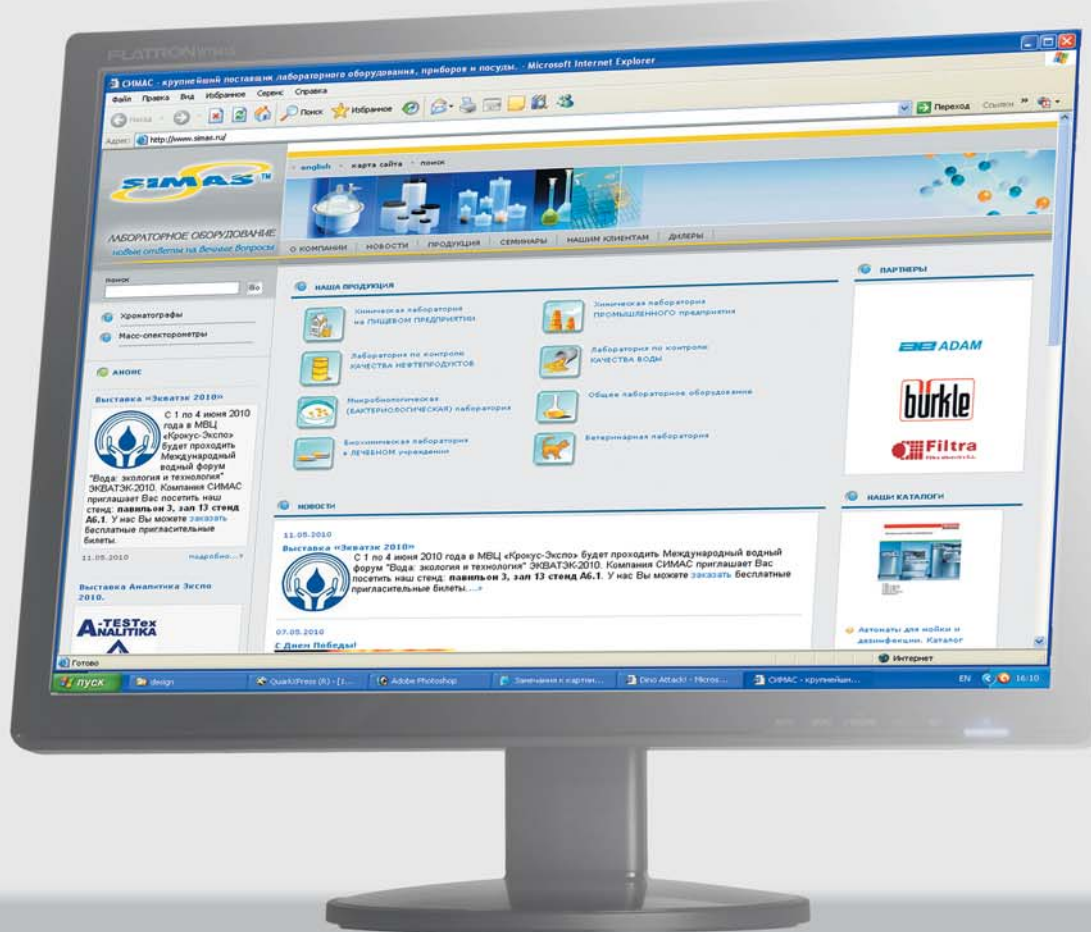 FLATRON
СИМАС - крупнейший поставщик лабораторного оборудования, приборов и посуды. - Microsoft Internet Explorer
Файл Правка Вид Избранное Сервис Справка
Назад Поиск Избранное Переход Ссылки »
Адрес: http://www.simas.ru/
SIMAS™
ЛАБОРАТОРНОЕ ОБОРУДОВАНИЕ
новые ответы на вечные вопросы
english карта сайта поиск
О КОМПАНИИ НОВОСТИ ПРОДУКЦИЯ СЕМИНАРЫ НАШИМ КЛИЕНТАМ ДИЛЕРЫ
поиск
Go
Хроматографы
Масс-спекторометры
АНОНС
Выставка «Экватэк 2010»
С 1 по 4 июня 2010
года в МВЦ
«Крокус-Экспо»
будет проходить
Международный
водный форум
"Вода: экология и технология"
ЭКВАТЭК-2010. Компания СИМАС
приглашает Вас посетить наш
стенд: павильон 3, зал 13 стенд
А6.1. У нас Вы можете заказать
бесплатные пригласительные
билеты.
11.05.2010 подробно...»
Выставка Аналитика Экспо
2010.
A-TESTex
ANALITIKA
НАША ПРОДУКЦИЯ
Химическая лаборатория
на ПИЩЕВОМ ПРЕДПРИЯТИИ
Химическая лаборатория
ПРОМЫШЛЕННОГО предприятия
Лаборатория по контролю
КАЧЕСТВА НЕФТЕПРОДУКТОВ
Лаборатория по контролю
КАЧЕСТВА ВОДЫ
Микробиологическая
(БАКТЕРИОЛОГИЧЕСКАЯ) лаборатория
Общее лабораторное оборудование
Биохимическая лаборатория
в ЛЕЧЕБНОМ учреждении
Ветеринарная лаборатория
НОВОСТИ
11.05.2010
Выставка «Экватэк 2010»
С 1 по 4 июня 2010 года в МВЦ «Крокус-Экспо» будет проходить Международный водный
форум "Вода: экология и технология" ЭКВАТЭК-2010. Компания СИМАС приглашает Вас
посетить наш стенд: павильон 3, зал 13 стенд А6.1. У нас Вы можете заказать бесплатные
пригласительные билеты....»
07.05.2010
С Днем Победы!
ПАРТНЕРЫ
ADAM
bürkle
Filtra
НАШИ КАТАЛОГИ
Автоматы для мойки и
дезинфекции. Каталог
Готово Интернет
пуск design QuarkXPress (R) - [1... Adobe Photoshop Замечания к картин... Dino Attack! - Micros... СИМАС - крупнейши... EN 16:10